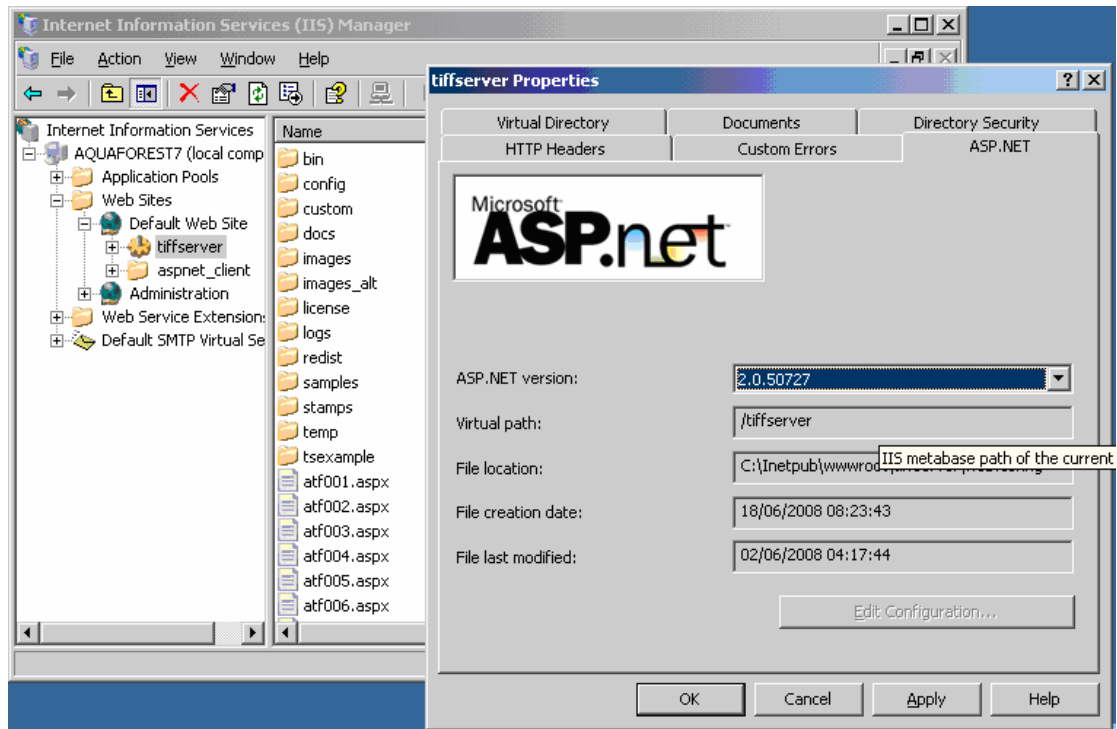 Internet Information Services (IIS) Manager
File Action View Window Help
Internet Information Services
AQUAFOREST7 (local comp
Application Pools
Web Sites
Default Web Site
tiffserver
aspnet_client
Administration
Web Service Extension
Default SMTP Virtual Se
Name
bin
config
custom
docs
images
images_alt
license
logs
redist
samples
stamps
temp
tsexample
atf001.aspx
atf002.aspx
atf003.aspx
atf004.aspx
atf005.aspx
atf006.aspx
tiffserver Properties
Virtual Directory Documents Directory Security
HTTP Headers Custom Errors ASP.NET
Microsoft
ASP.net
ASP.NET version: 2.0.50727
Virtual path: /tiffserver
IIS metabase path of the current
File location: C:\Inetpub\wwwroo
File creation date: 18/06/2008 08:23:43
File last modified: 02/06/2008 04:17:44
Edit Configuration...
OK Cancel Apply Help